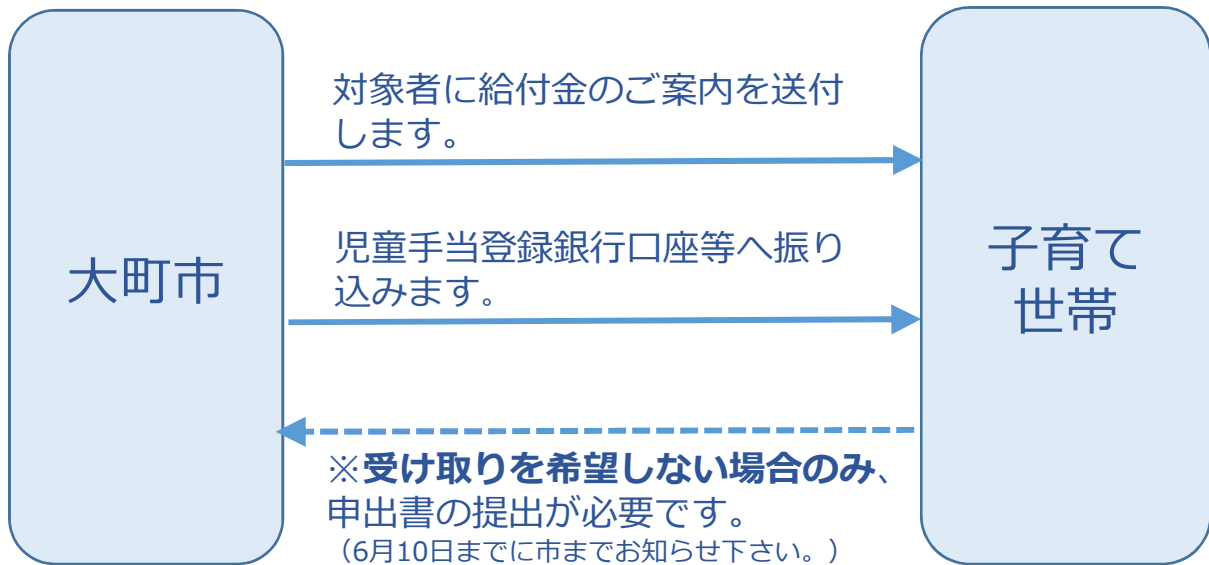 大町市
対象者に給付金のご案内を送付
します。
児童手当登録銀行口座等へ振り
込みます。
※受け取りを希望しない場合のみ、
申出書の提出が必要です。
（6月10日までに市までお知らせ下さい。）
子育て
世帯